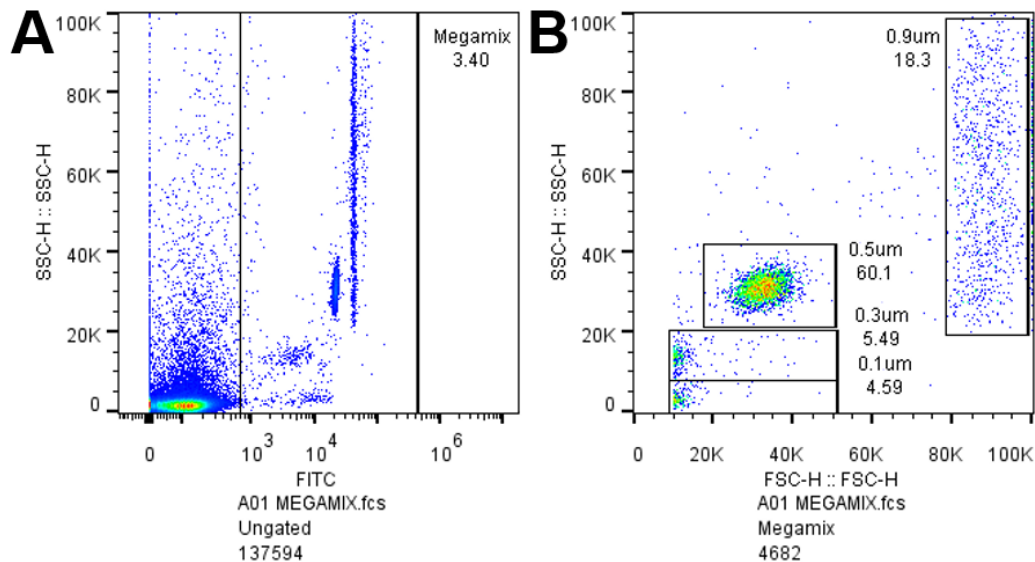 A
100K
80K
60K
40K
20K
0
SSC-H :: SSC-H
Megamix
3.40
0
10^3
10^4
10^6
FITC
A01 MEGAMIX.fcs
Ungated
137594
B
100K
80K
60K
40K
20K
0
SSC-H :: SSC-H
0.9um
18.3
0.5um
60.1
0.3um
5.49
0.1um
4.59
0
20K
40K
60K
80K
100K
FSC-H :: FSC-H
A01 MEGAMIX.fcs
Megamix
4682